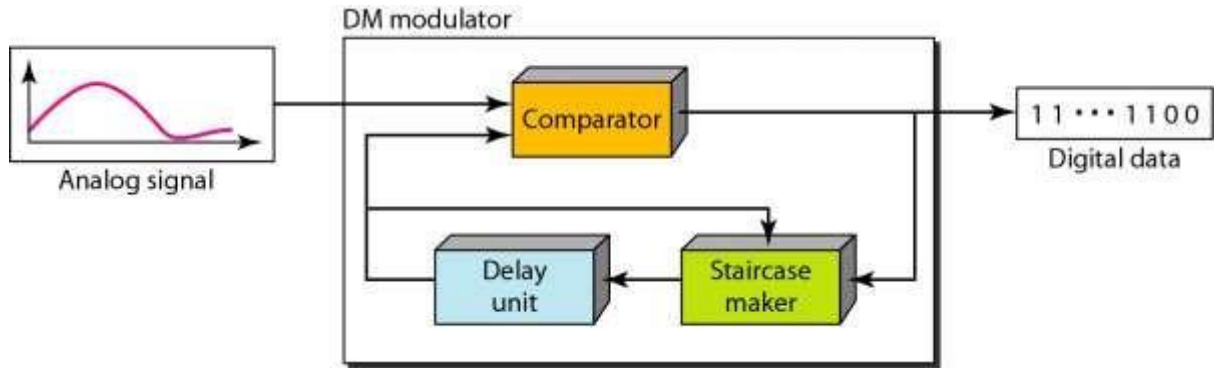 DM modulator
Comparator
11 ••• 1100
Analog signal
Digital data
Delay
unit
Staircase
maker